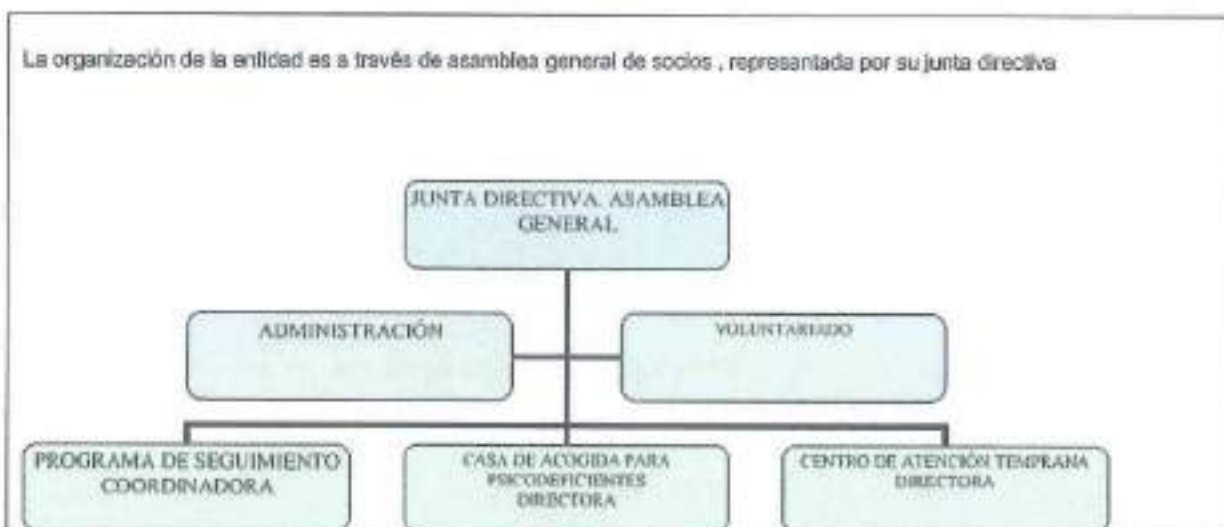 La organización de la entidad es a través de asamblea general de socios , representada por su junta directiva
JUNTA DIRECTIVA. ASAMBLEA
GENERAL
ADMINISTRACIÓN
VOLUNTARIADO
PROGRAMA DE SEGUIMIENTO
COORDINADORA
CASA DE ACOGIDA PARA
PSICODEFICIENTES
DIRECTORA
CENTRO DE ATENCIÓN TEMPRANA
DIRECTORA